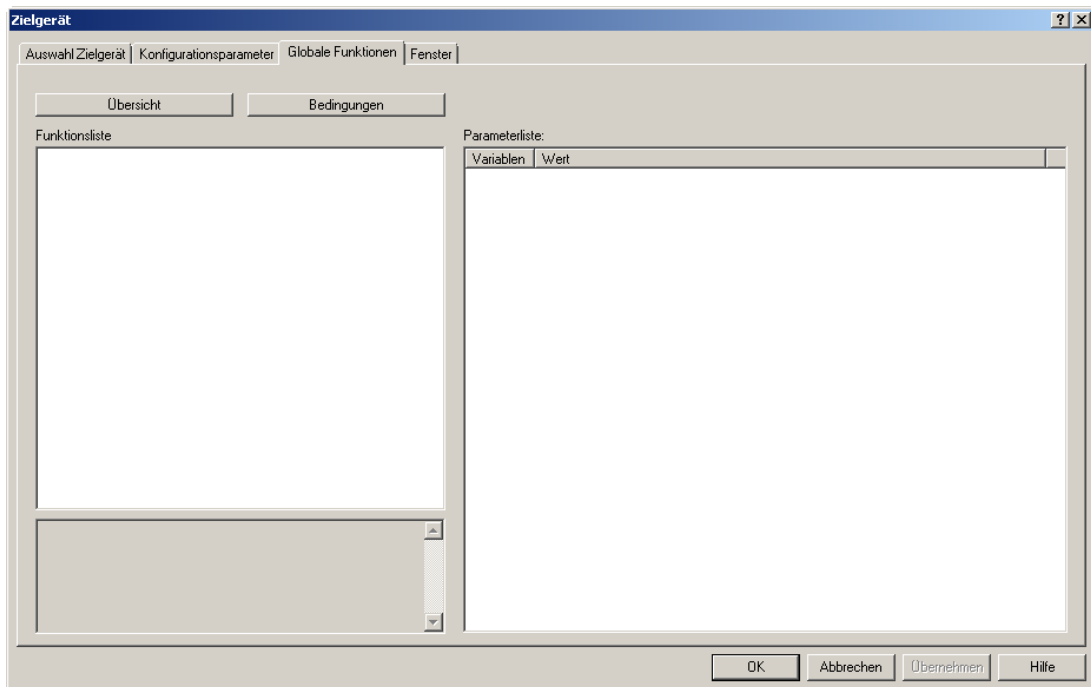 Zielgerät
Auswahl Zielgerät Konfigurationsparameter Globale Funktionen Fenster
Übersicht Bedingungen
Funktionsliste Parameterliste:
Variablen Wert
OK Abbrechen Übernehmen Hilfe